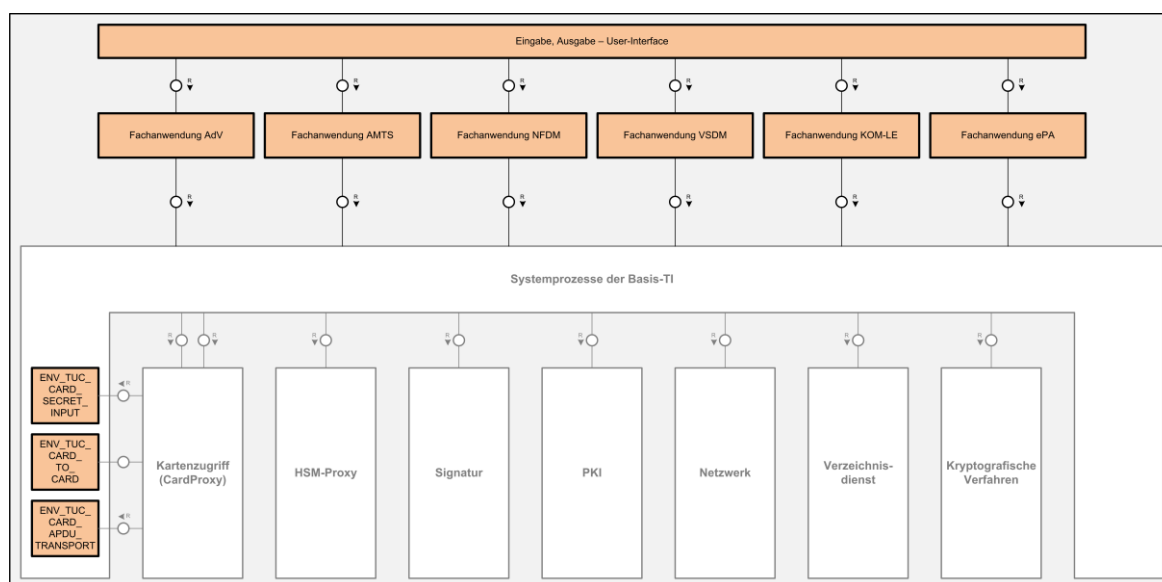 Eingabe, Ausgabe – User-Interface
R
R
R
R
R
R
Fachanwendung AdV
Fachanwendung AMTS
Fachanwendung NFDM
Fachanwendung VSDM
Fachanwendung KOM-LE
Fachanwendung ePA
R
R
R
R
R
R
Systemprozesse der Basis-TI
R
R
R
R
R
R
R
R
ENV_TUC_
CARD_
SECRET_
INPUT
R
ENV_TUC_
CARD_
TO_
CARD
ENV_TUC_
CARD_
APDU_
TRANSPORT
R
Kartenzugriff
(CardProxy)
HSM-Proxy
Signatur
PKI
Netzwerk
Verzeichnis-
dienst
Kryptografische
Verfahren